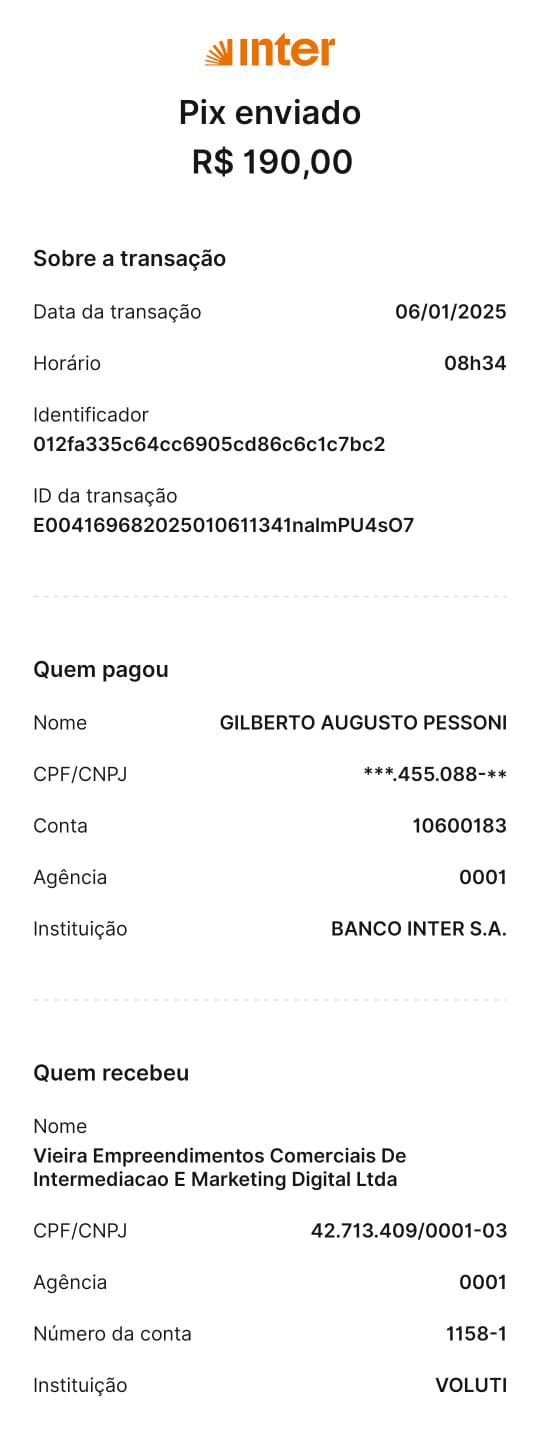 inter
Pix enviado
R$ 190,00
Sobre a transação
Data da transação 06/01/2025
Horário 08h34
Identificador
012fa335c64cc6905cd86c6c1c7bc2
ID da transação
E004169682025010611341nalmPU4sO7
Quem pagou
Nome GILBERTO AUGUSTO PESSONI
CPF/CNPJ ***.455.088-**
Conta 10600183
Agência 0001
Instituição BANCO INTER S.A.
Quem recebeu
Nome
Vieira Empreendimentos Comerciais De
Intermediacao E Marketing Digital Ltda
CPF/CNPJ 42.713.409/0001-03
Agência 0001
Número da conta 1158-1
Instituição VOLUTI